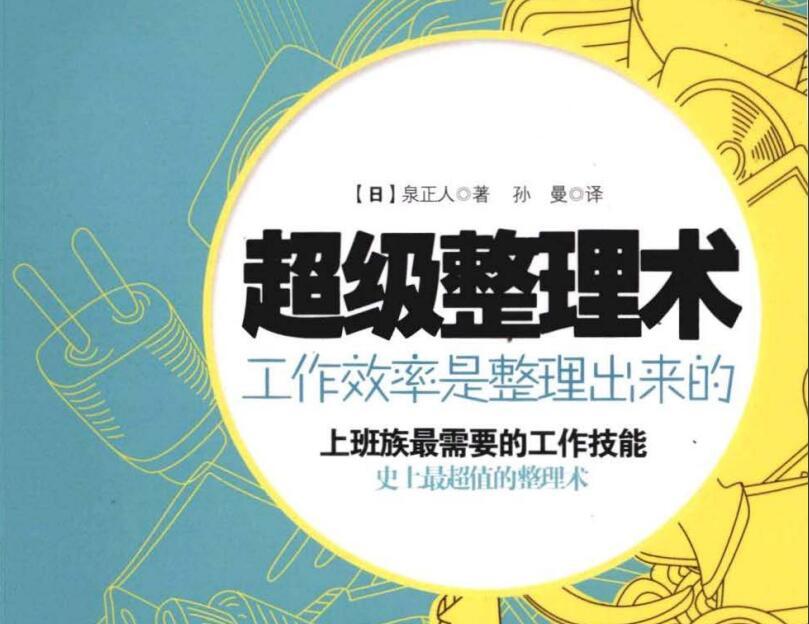 【日】泉正人◎著 孙 曼◎译
超级整理术
工作效率是整理出来的
上班族最需要的工作技能
史上最超值的整理术